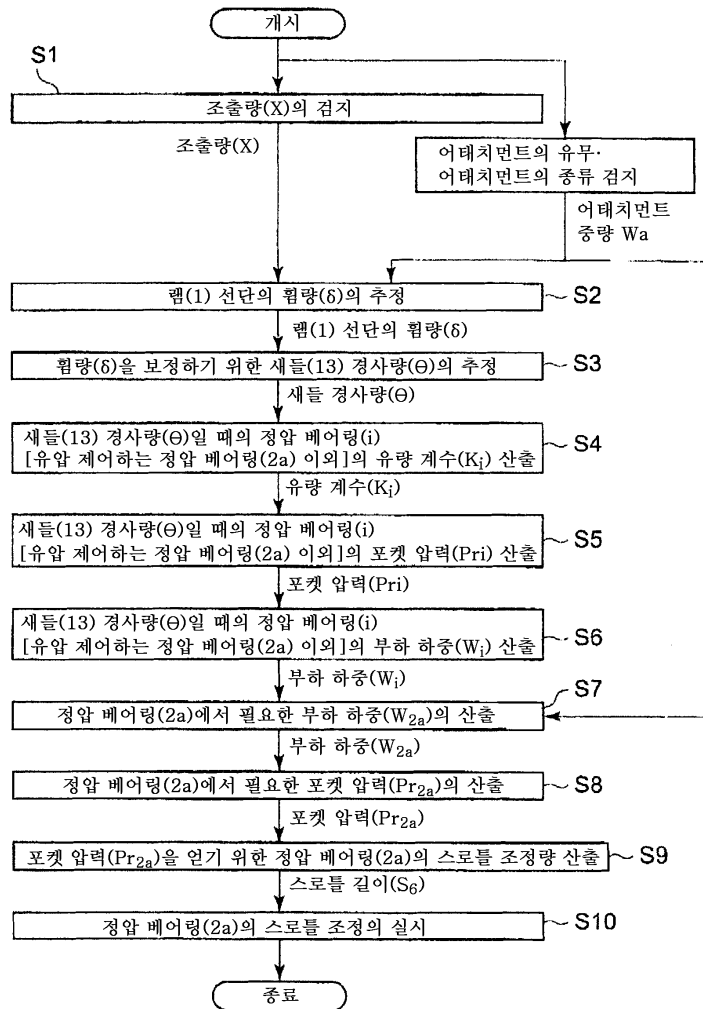 개시
S1
조출량(X)의 검지
조출량(X)
어태치먼트의 유무·
어태치먼트의 종류 검지
어태치먼트
중량 Wa
램(1) 선단의 휨량(δ)의 추정
S2
램(1) 선단의 휨량(δ)
휨량(δ)을 보정하기 위한 새들(13) 경사량(Θ)의 추정
S3
새들 경사량(Θ)
새들(13) 경사량(Θ)일 때의 정압 베어링(i)
[유압 제어하는 정압 베어링(2a) 이외]의 유량 계수(Ki) 산출
S4
유량 계수(Ki)
새들(13) 경사량(Θ)일 때의 정압 베어링(i)
[유압 제어하는 정압 베어링(2a) 이외]의 포켓 압력(Pri) 산출
S5
포켓 압력(Pri)
새들(13) 경사량(Θ)일 때의 정압 베어링(i)
[유압 제어하는 정압 베어링(2a) 이외]의 부하 하중(Wi) 산출
S6
부하 하중(Wi)
S7
정압 베어링(2a)에서 필요한 부하 하중(W2a)의 산출
부하 하중(W2a)
정압 베어링(2a)에서 필요한 포켓 압력(Pr2a)의 산출
S8
포켓 압력(Pr2a)
포켓 압력(Pr2a)을 얻기 위한 정압 베어링(2a)의 스로틀 조정량 산출
S9
스로틀 길이(S6)
정압 베어링(2a)의 스로틀 조정의 실시
S10
종료